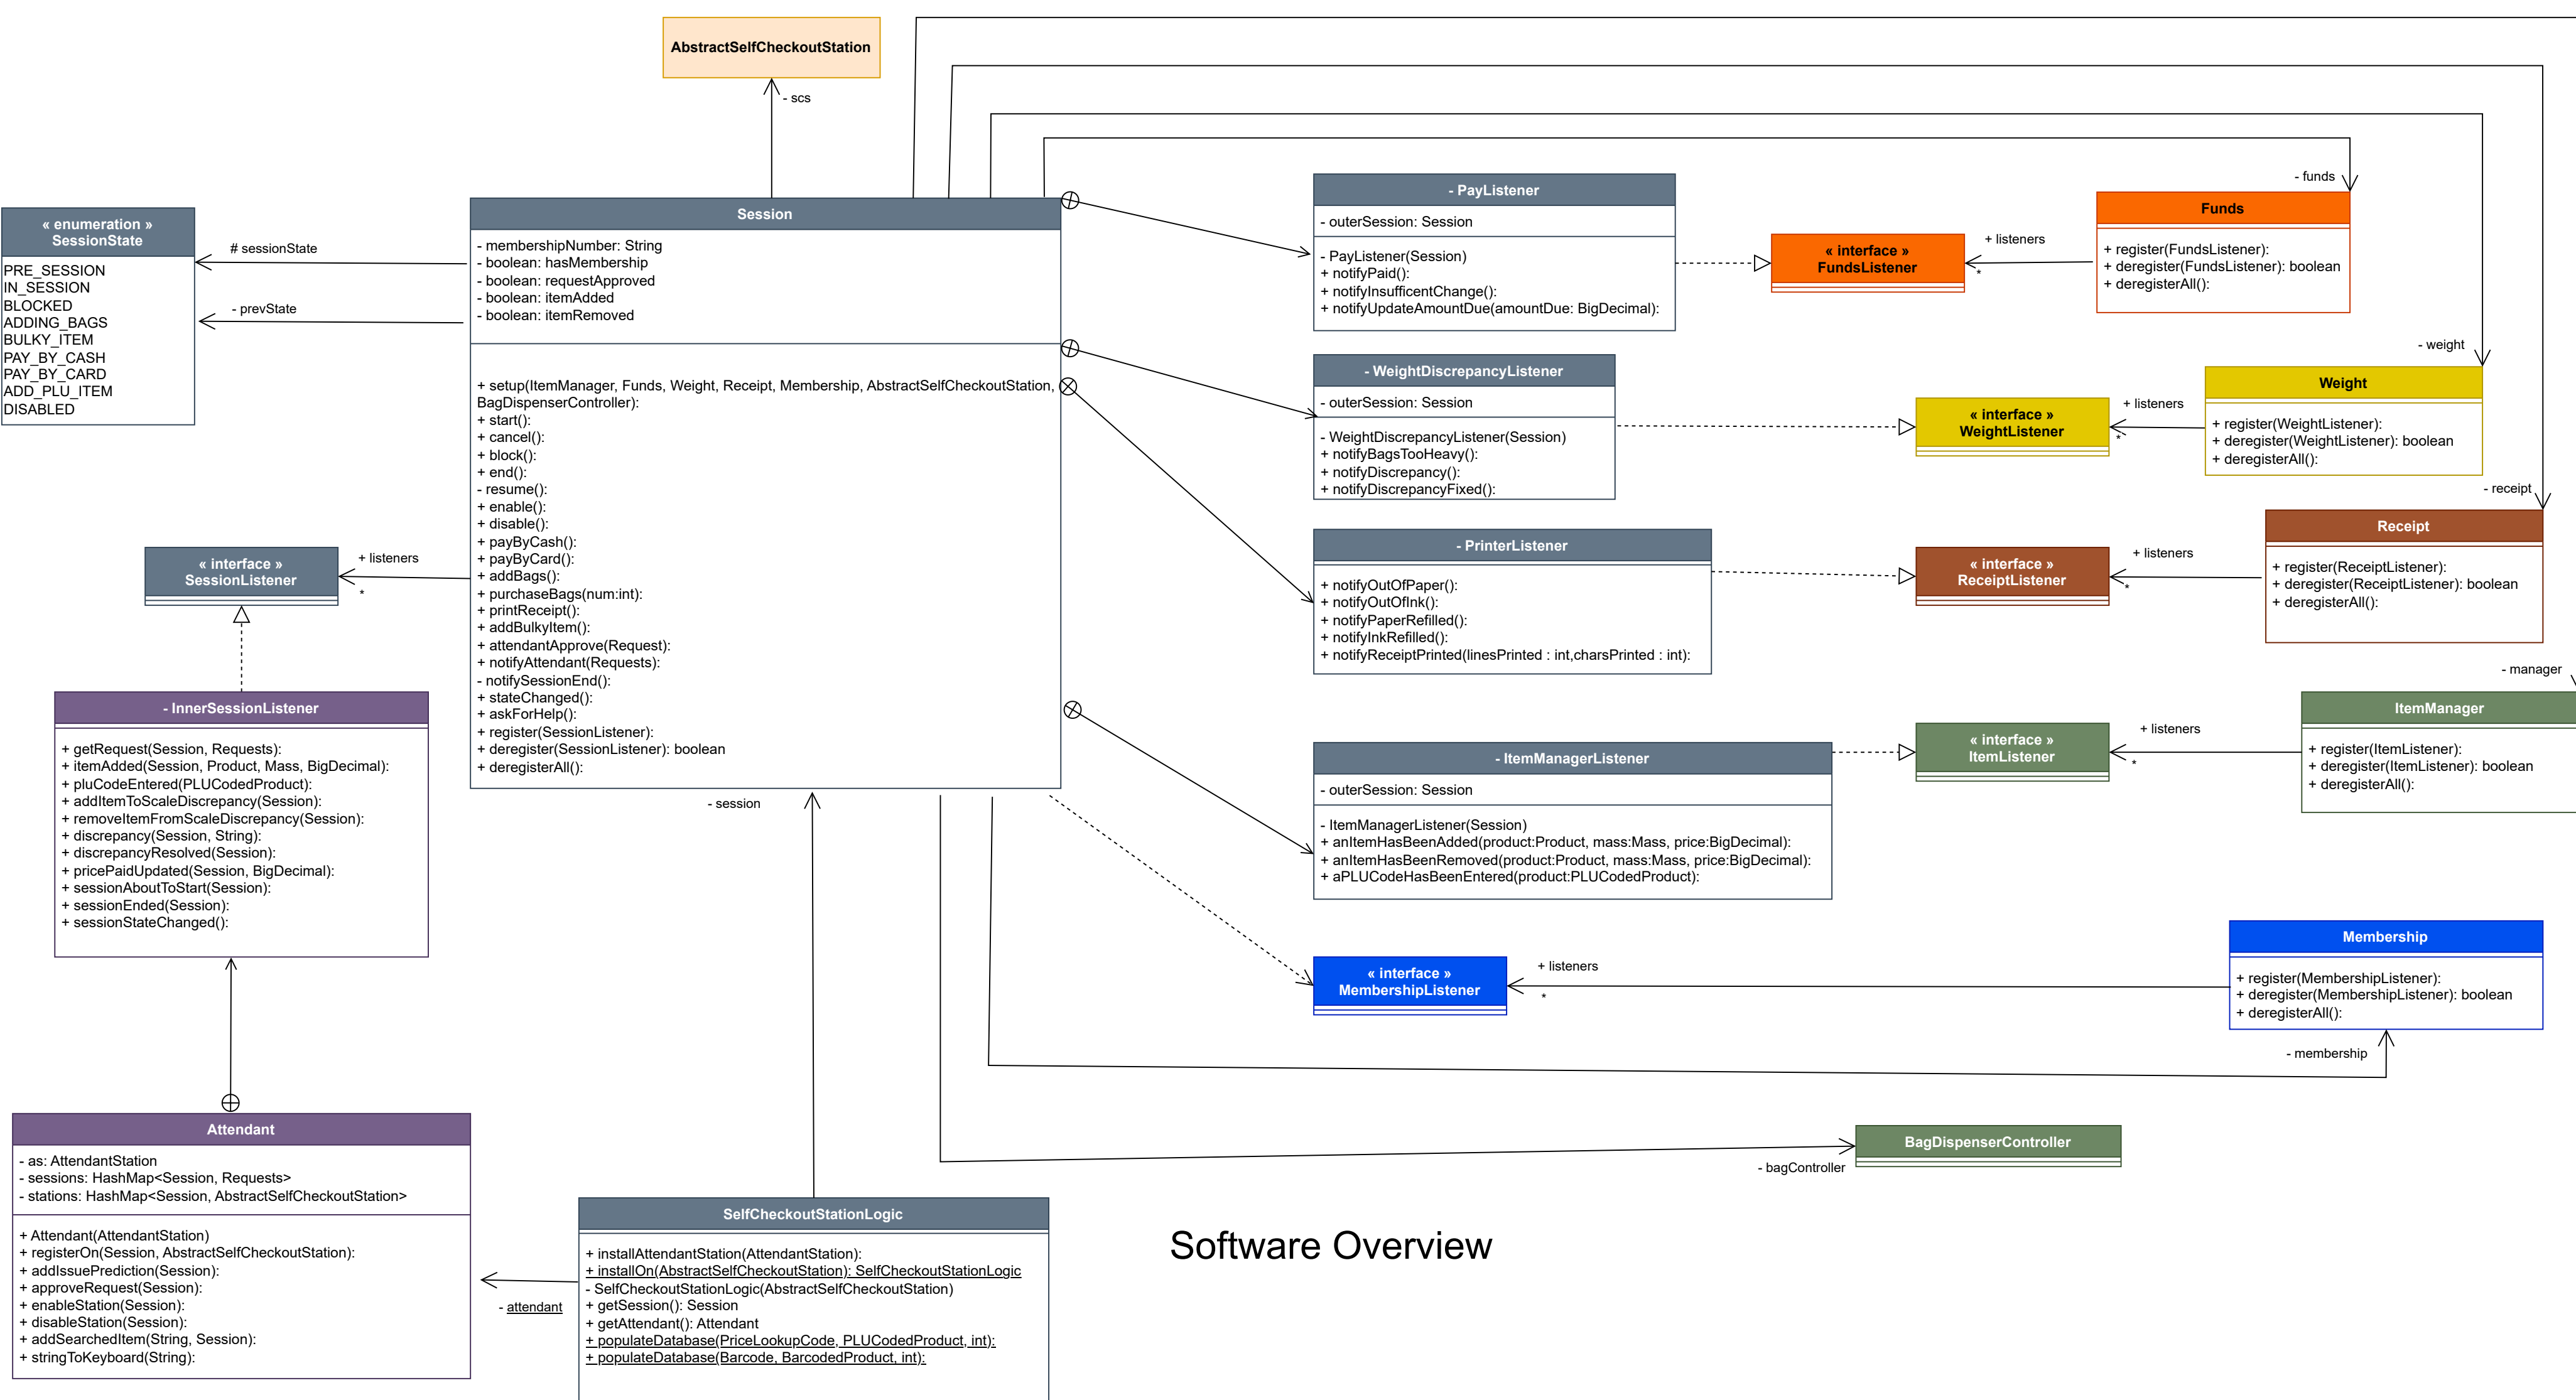 AbstractSelfCheckoutStation
- scs
« enumeration »
SessionState
PRE_SESSION
IN_SESSION
BLOCKED
ADDING_BAGS
BULKY_ITEM
PAY_BY_CASH
PAY_BY_CARD
ADD_PLU_ITEM
DISABLED
# sessionState
- prevState
Session
- membershipNumber: String
- boolean: hasMembership
- boolean: requestApproved
- boolean: itemAdded
- boolean: itemRemoved
+ setup(ItemManager, Funds, Weight, Receipt, Membership, AbstractSelfCheckoutStation,
BagDispenserController):
+ start():
+ cancel():
+ block():
+ end():
- resume():
+ enable():
+ disable():
+ payByCash():
+ payByCard():
+ addBags():
+ purchaseBags(num:int):
+ printReceipt():
+ addBulkyItem():
+ attendantApprove(Request):
+ notifyAttendant(Requests):
- notifySessionEnd():
+ stateChanged():
+ askForHelp():
+ register(SessionListener):
+ deregister(SessionListener): boolean
+ deregisterAll():
« interface »
SessionListener
+ listeners
*
- InnerSessionListener
+ getRequest(Session, Requests):
+ itemAdded(Session, Product, Mass, BigDecimal):
+ pluCodeEntered(PLUCodedProduct):
+ addItemToScaleDiscrepancy(Session):
+ removeItemFromScaleDiscrepancy(Session):
+ discrepancy(Session, String):
+ discrepancyResolved(Session):
+ pricePaidUpdated(Session, BigDecimal):
+ sessionAboutToStart(Session):
+ sessionEnded(Session):
+ sessionStateChanged():
Attendant
- as: AttendantStation
- sessions: HashMap<Session, Requests>
- stations: HashMap<Session, AbstractSelfCheckoutStation>
+ Attendant(AttendantStation)
+ registerOn(Session, AbstractSelfCheckoutStation):
+ addIssuePrediction(Session):
+ approveRequest(Session):
+ enableStation(Session):
+ disableStation(Session):
+ addSearchedItem(String, Session):
+ stringToKeyboard(String):
- attendant
- session
SelfCheckoutStationLogic
+ installAttendantStation(AttendantStation):
+ installOn(AbstractSelfCheckoutStation): SelfCheckoutStationLogic
- SelfCheckoutStationLogic(AbstractSelfCheckoutStation)
+ getSession(): Session
+ getAttendant(): Attendant
+ populateDatabase(PriceLookupCode, PLUCodedProduct, int):
+ populateDatabase(Barcode, BarcodedProduct, int):
- PayListener
- outerSession: Session
- PayListener(Session)
+ notifyPaid():
+ notifyInsufficentChange():
+ notifyUpdateAmountDue(amountDue: BigDecimal):
« interface »
FundsListener
+ listeners
*
- funds
Funds
+ register(FundsListener):
+ deregister(FundsListener): boolean
+ deregisterAll():
- WeightDiscrepancyListener
- outerSession: Session
- WeightDiscrepancyListener(Session)
+ notifyBagsTooHeavy():
+ notifyDiscrepancy():
+ notifyDiscrepancyFixed():
« interface »
WeightListener
+ listeners
*
- weight
Weight
+ register(WeightListener):
+ deregister(WeightListener): boolean
+ deregisterAll():
- PrinterListener
+ notifyOutOfPaper():
+ notifyOutOfInk():
+ notifyPaperRefilled():
+ notifyInkRefilled():
+ notifyReceiptPrinted(linesPrinted : int,charsPrinted : int):
« interface »
ReceiptListener
+ listeners
*
- receipt
Receipt
+ register(ReceiptListener):
+ deregister(ReceiptListener): boolean
+ deregisterAll():
- ItemManagerListener
- outerSession: Session
- ItemManagerListener(Session)
+ anItemHasBeenAdded(product:Product, mass:Mass, price:BigDecimal):
+ anItemHasBeenRemoved(product:Product, mass:Mass, price:BigDecimal):
+ aPLUCodeHasBeenEntered(product:PLUCodedProduct):
« interface »
ItemListener
+ listeners
*
- manager
ItemManager
+ register(ItemListener):
+ deregister(ItemListener): boolean
+ deregisterAll():
« interface »
MembershipListener
+ listeners
*
Membership
+ register(MembershipListener):
+ deregister(MembershipListener): boolean
+ deregisterAll():
- membership
BagDispenserController
- bagController
Software Overview